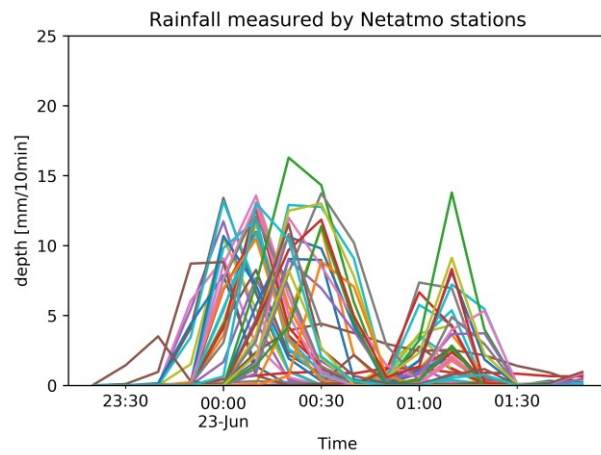 Rainfall measured by Netatmo stations
25
20
15
10
5
0
depth [mm/10min]
23:30
00:00
00:30
01:00
01:30
23-Jun
Time